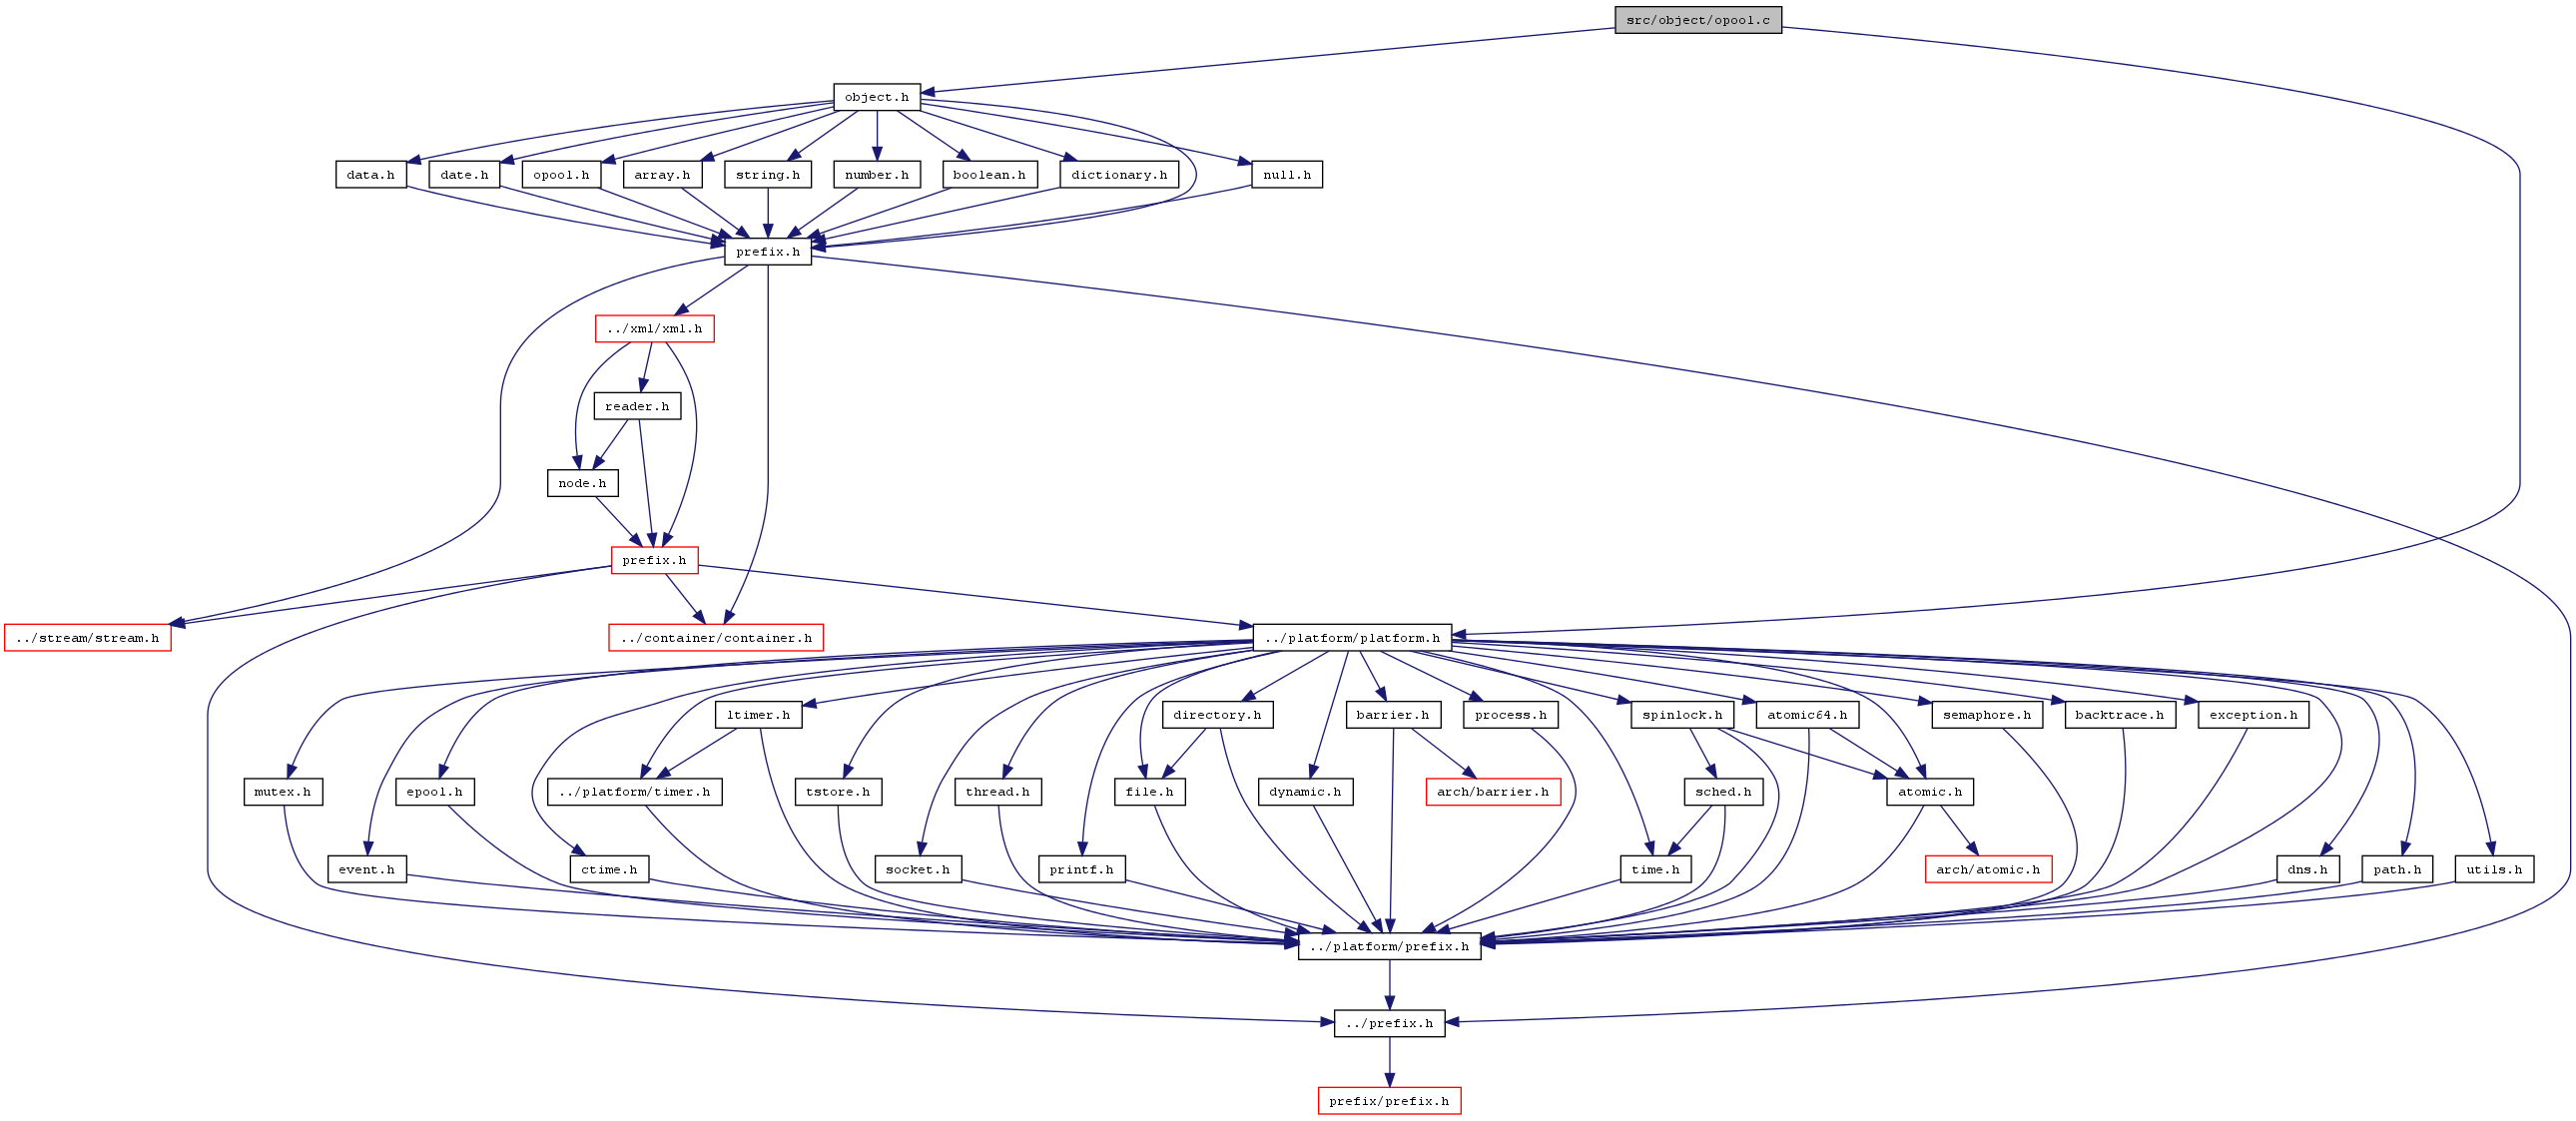 src/object/opool.c
object.h
data.h
date.h
opool.h
array.h
string.h
number.h
boolean.h
dictionary.h
null.h
prefix.h
../xml/xml.h
reader.h
node.h
prefix.h
../stream/stream.h
../container/container.h
../platform/platform.h
ltimer.h
directory.h
barrier.h
process.h
spinlock.h
atomic64.h
semaphore.h
backtrace.h
exception.h
mutex.h
epool.h
../platform/timer.h
tstore.h
thread.h
file.h
dynamic.h
arch/barrier.h
sched.h
atomic.h
event.h
ctime.h
socket.h
printf.h
time.h
arch/atomic.h
dns.h
path.h
utils.h
../platform/prefix.h
../prefix.h
prefix/prefix.h